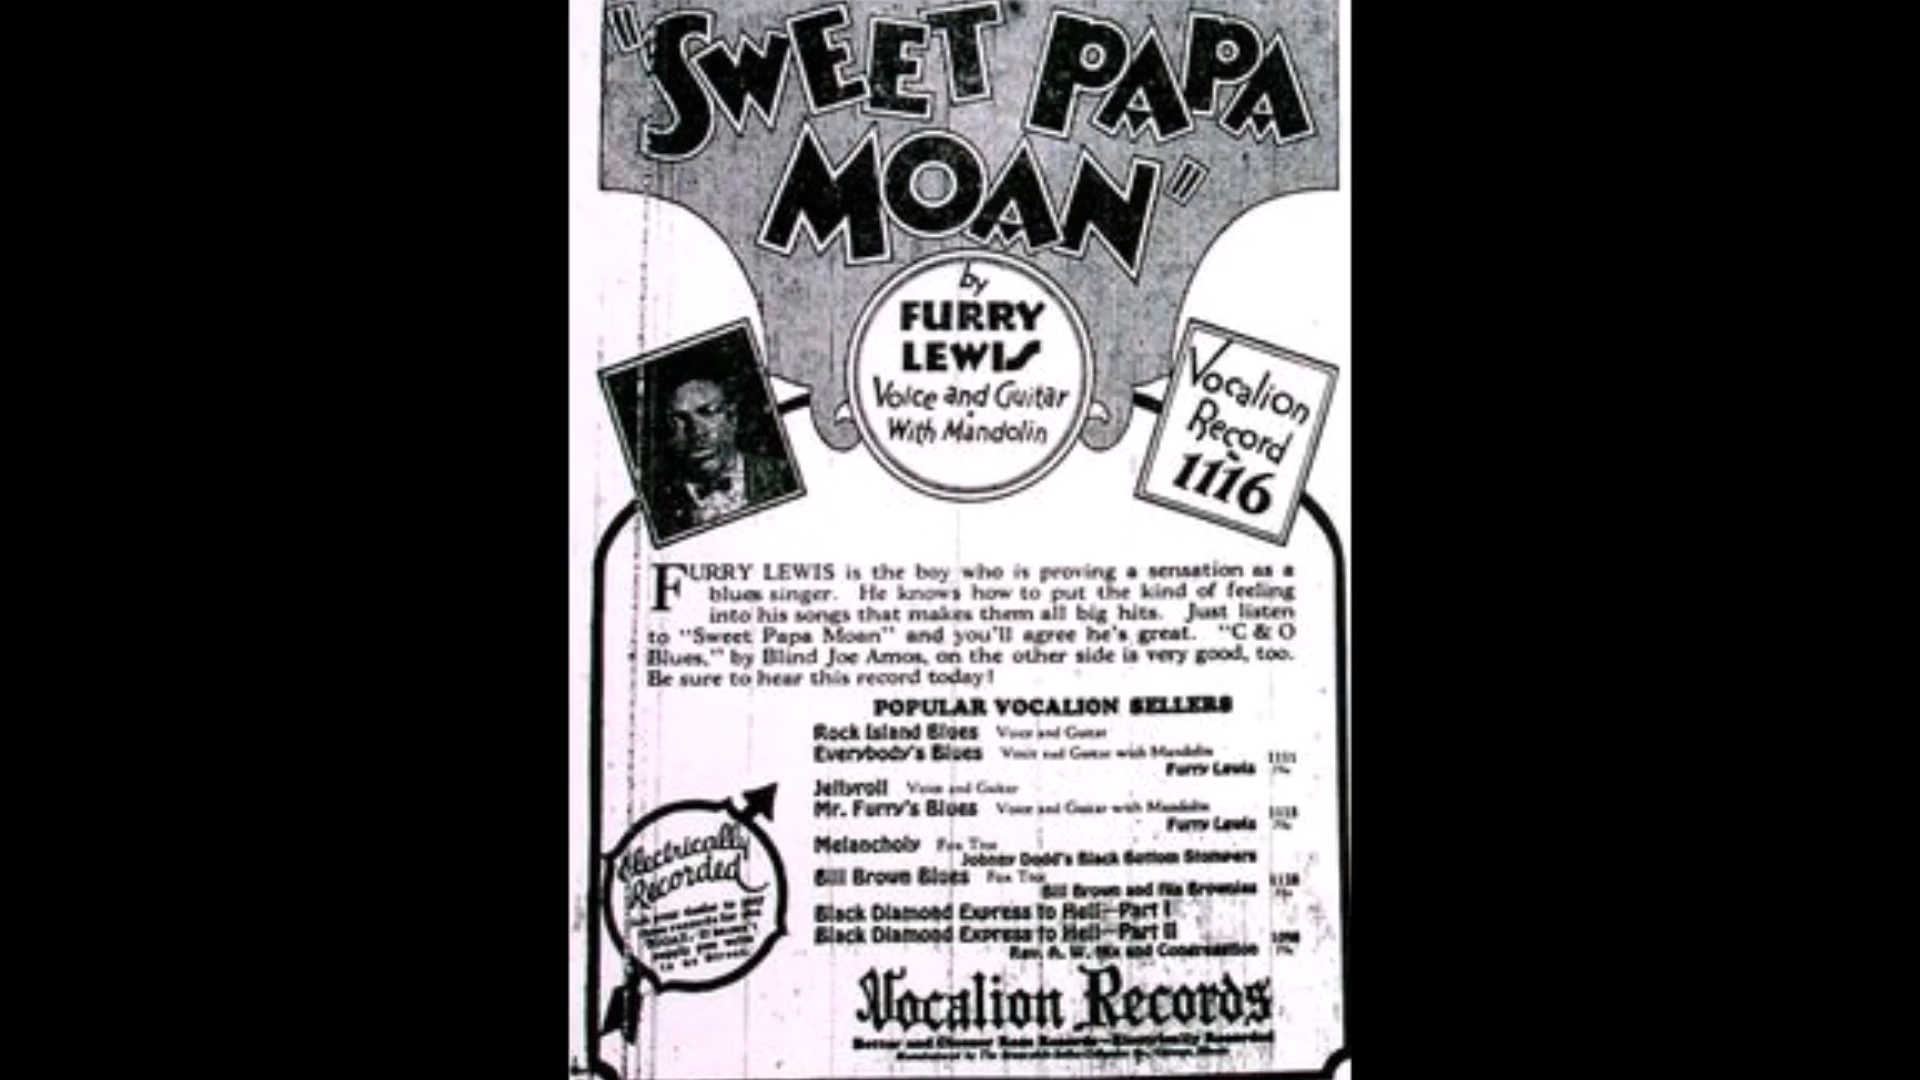 "SWEET PAPA
MOAN"
by
FURRY
LEWIS
Voice and Guitar
With Mandolin
Vocalion
Record
1116
FURRY LEWIS is the boy who is proving a sensation as a
blues singer. He knows how to put the kind of feeling
into his songs that makes them all big hits. Just listen
to "Sweet Papa Moan" and you'll agree he's great. "C & O
Blues," by Blind Joe Amos, on the other side is very good, too.
Be sure to hear this record today!
POPULAR VOCALION SELLERS
Rock Island Blues Voice and Guitar
Everybody's Blues Voice and Guitar with Mandolin
Furry Lewis
Jellyroll Voice and Guitar
Mr. Furry's Blues Voice and Guitar with Mandolin
Furry Lewis
Melancholy Fox Trot
Johnny Dodd's Black Bottom Stompers
Bill Brown Blues Fox Trot
Bill Brown and His Brownies
Black Diamond Express to Hell—Part I
Black Diamond Express to Hell—Part II
Rev. A. W. Nix and Congregation
Electrically
Recorded
Vocalion Records